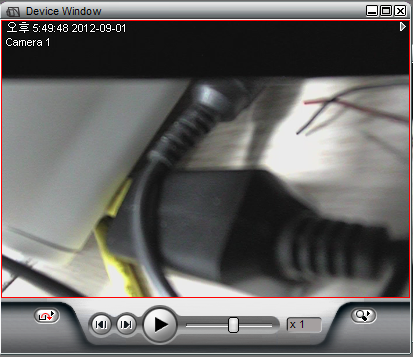 Device Window
오후 5:49:48 2012-09-01
Camera 1
x 1